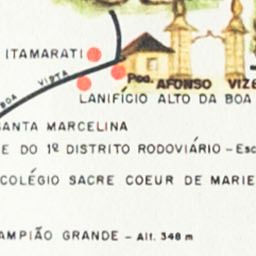 ITAMARATI
BOA VISTA
Pça. AFONSO VIZE
LANIFÍCIO ALTO DA BOA
SANTA MARCELINA
E DO 1º DISTRITO RODOVIÁRIO – Esc
COLÉGIO SACRE COEUR DE MARIE
AMPIÃO GRANDE – Alt. 348 m